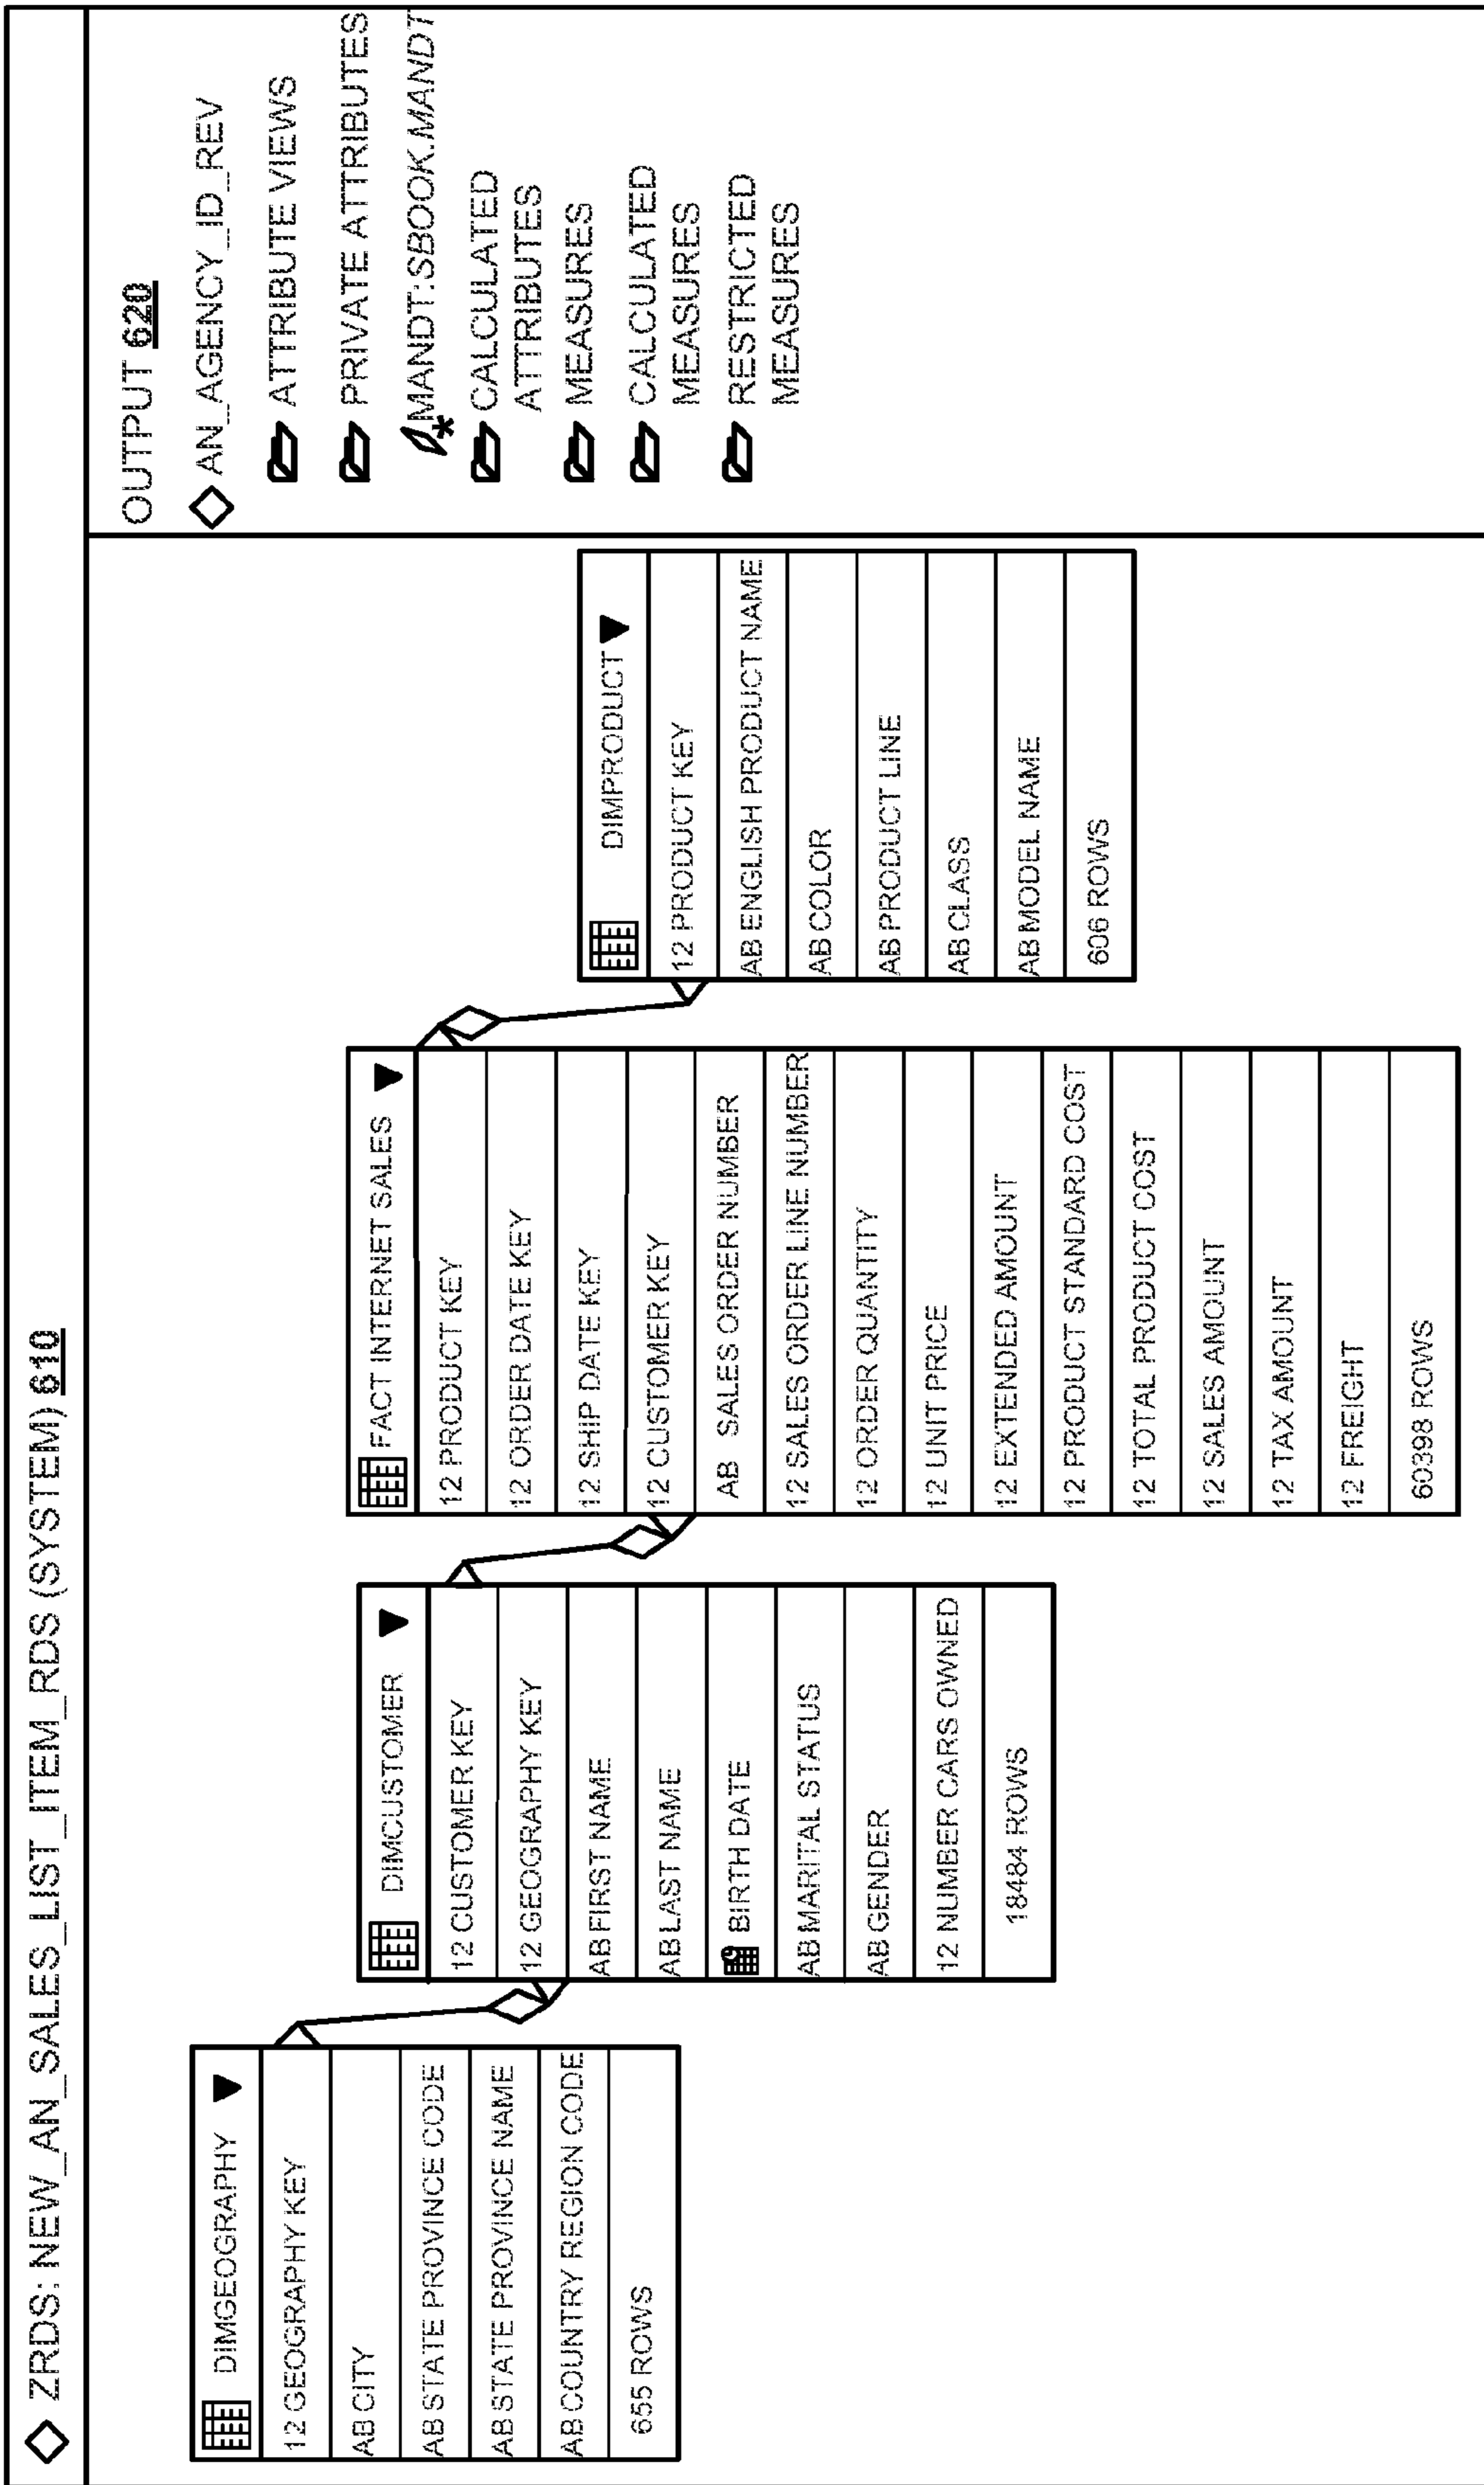 ZRDS: NEW_AN_SALES_LIST_ITEM_RDS (SYSTEM) 610
DIMGEOGRAPHY
12 GEOGRAPHY KEY
AB CITY
AB STATE PROVINCE CODE
AB STATE PROVINCE NAME
AB COUNTRY REGION CODE
655 ROWS
DIMCUSTOMER
12 CUSTOMER KEY
12 GEOGRAPHY KEY
AB FIRST NAME
AB LAST NAME
BIRTH DATE
AB MARITAL STATUS
AB GENDER
12 NUMBER CARS OWNED
18484 ROWS
FACT INTERNET SALES
12 PRODUCT KEY
12 ORDER DATE KEY
12 SHIP DATE KEY
12 CUSTOMER KEY
AB SALES ORDER NUMBER
12 SALES ORDER LINE NUMBER
12 ORDER QUANTITY
12 UNIT PRICE
12 EXTENDED AMOUNT
12 PRODUCT STANDARD COST
12 TOTAL PRODUCT COST
12 SALES AMOUNT
12 TAX AMOUNT
12 FREIGHT
60398 ROWS
DIMPRODUCT
12 PRODUCT KEY
AB ENGLISH PRODUCT NAME
AB COLOR
AB PRODUCT LINE
AB CLASS
AB MODEL NAME
606 ROWS
OUTPUT 620
AN_AGENCY_ID_REV
ATTRIBUTE VIEWS
PRIVATE ATTRIBUTES
MANDT:SBOOK.MANDT
CALCULATED
ATTRIBUTES
MEASURES
CALCULATED
MEASURES
RESTRICTED
MEASURES